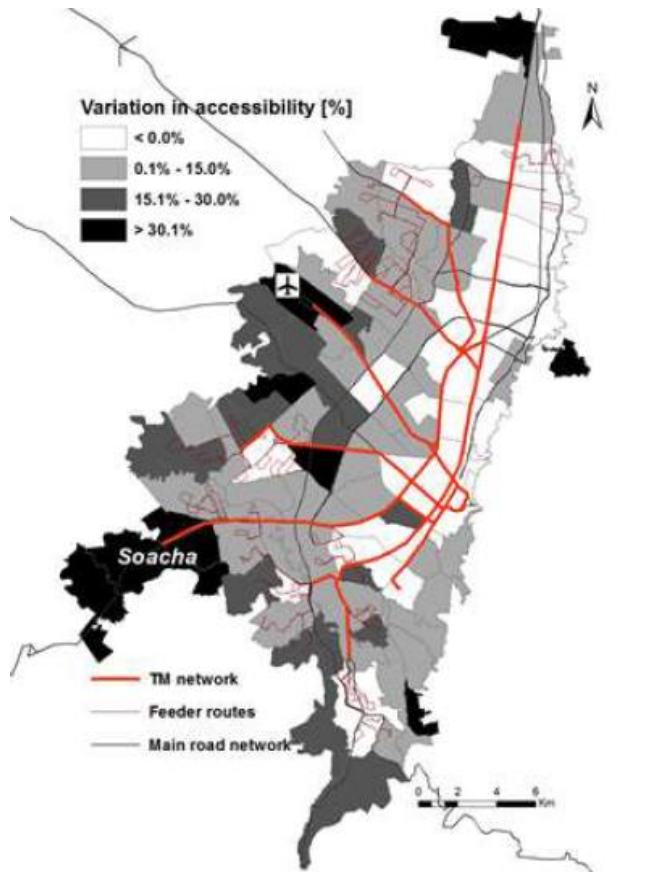 N
Variation in accessibility [%]
< 0.0%
0.1% - 15.0%
15.1% - 30.0%
> 30.1%
Soacha
TM network
Feeder routes
Main road network
0 1 2 4 6
Km